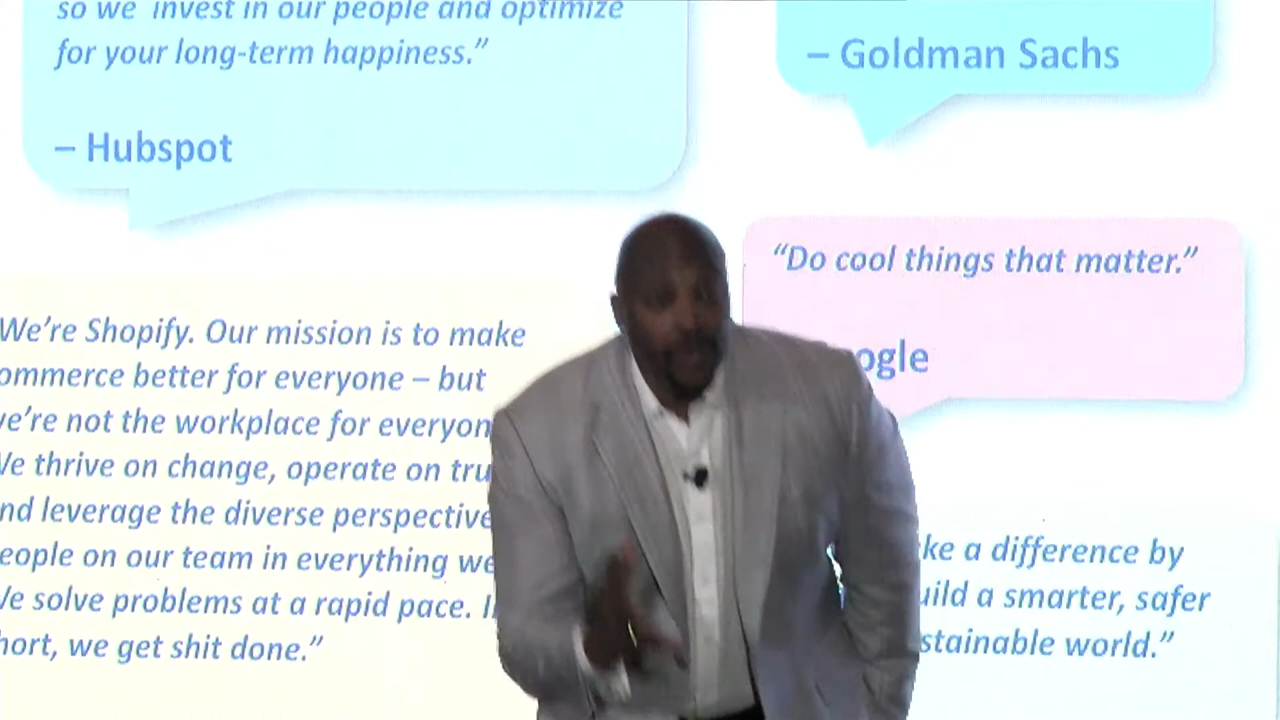 so we invest in our people and optimize
for your long-term happiness.”
– Hubspot
– Goldman Sachs
“Do cool things that matter.”
ogle
We’re Shopify. Our mission is to make
ommerce better for everyone – but
e’re not the workplace for everyon
We thrive on change, operate on tru
nd leverage the diverse perspective
eople on our team in everything we
We solve problems at a rapid pace. I
hort, we get shit done.”
ke a difference by
uild a smarter, safer
stainable world.”